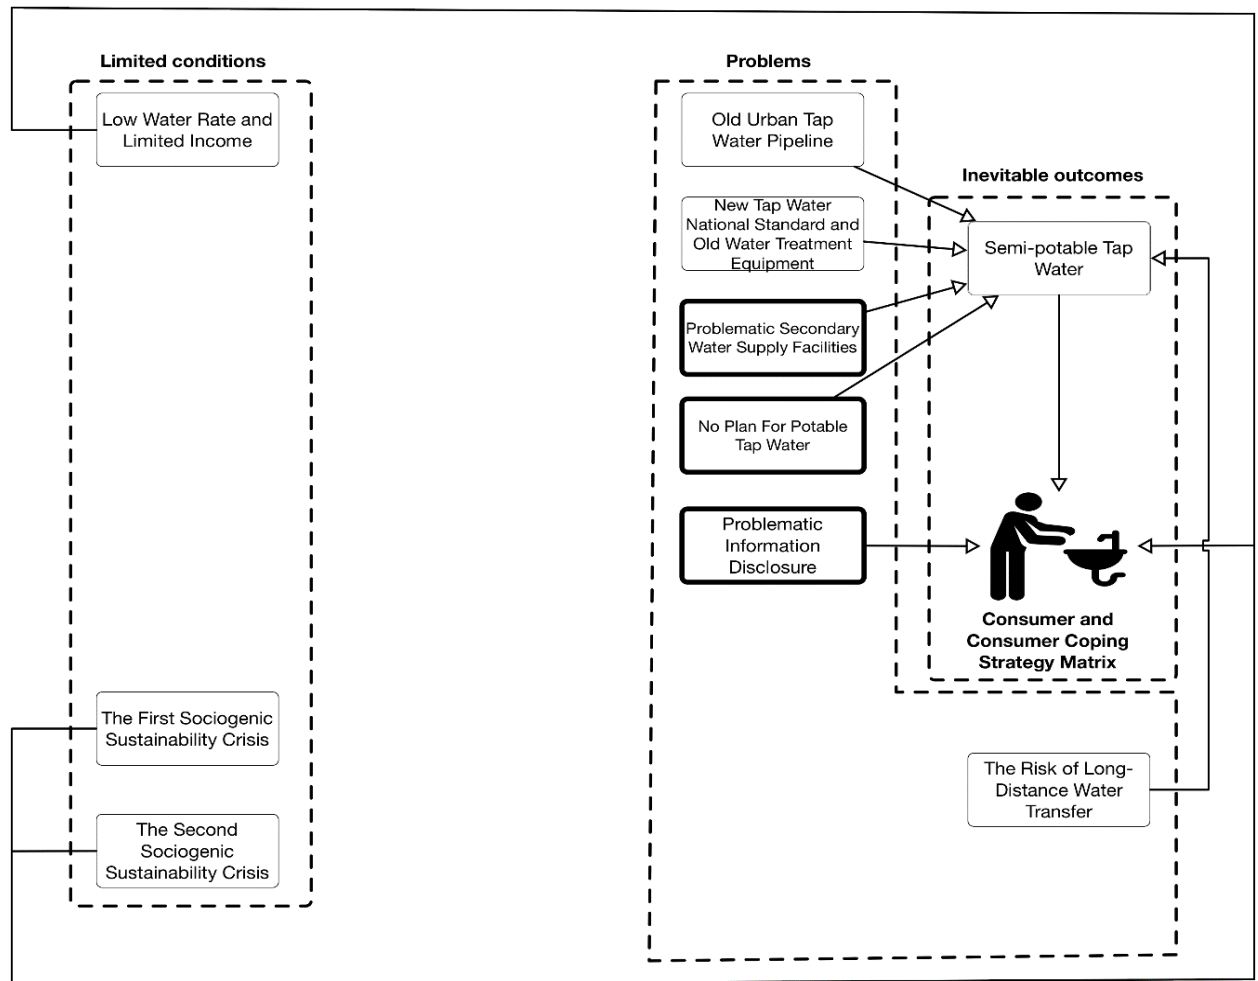 Limited conditions
Low Water Rate and
Limited Income
The First Sociogenic
Sustainability Crisis
The Second
Sociogenic
Sustainability Crisis
Problems
Old Urban Tap
Water Pipeline
New Tap Water
National Standard and
Old Water Treatment
Equipment
Problematic Secondary
Water Supply Facilities
No Plan For Potable
Tap Water
Problematic
Information
Disclosure
The Risk of Long-
Distance Water
Transfer
Inevitable outcomes
Semi-potable Tap
Water
Consumer and
Consumer Coping
Strategy Matrix